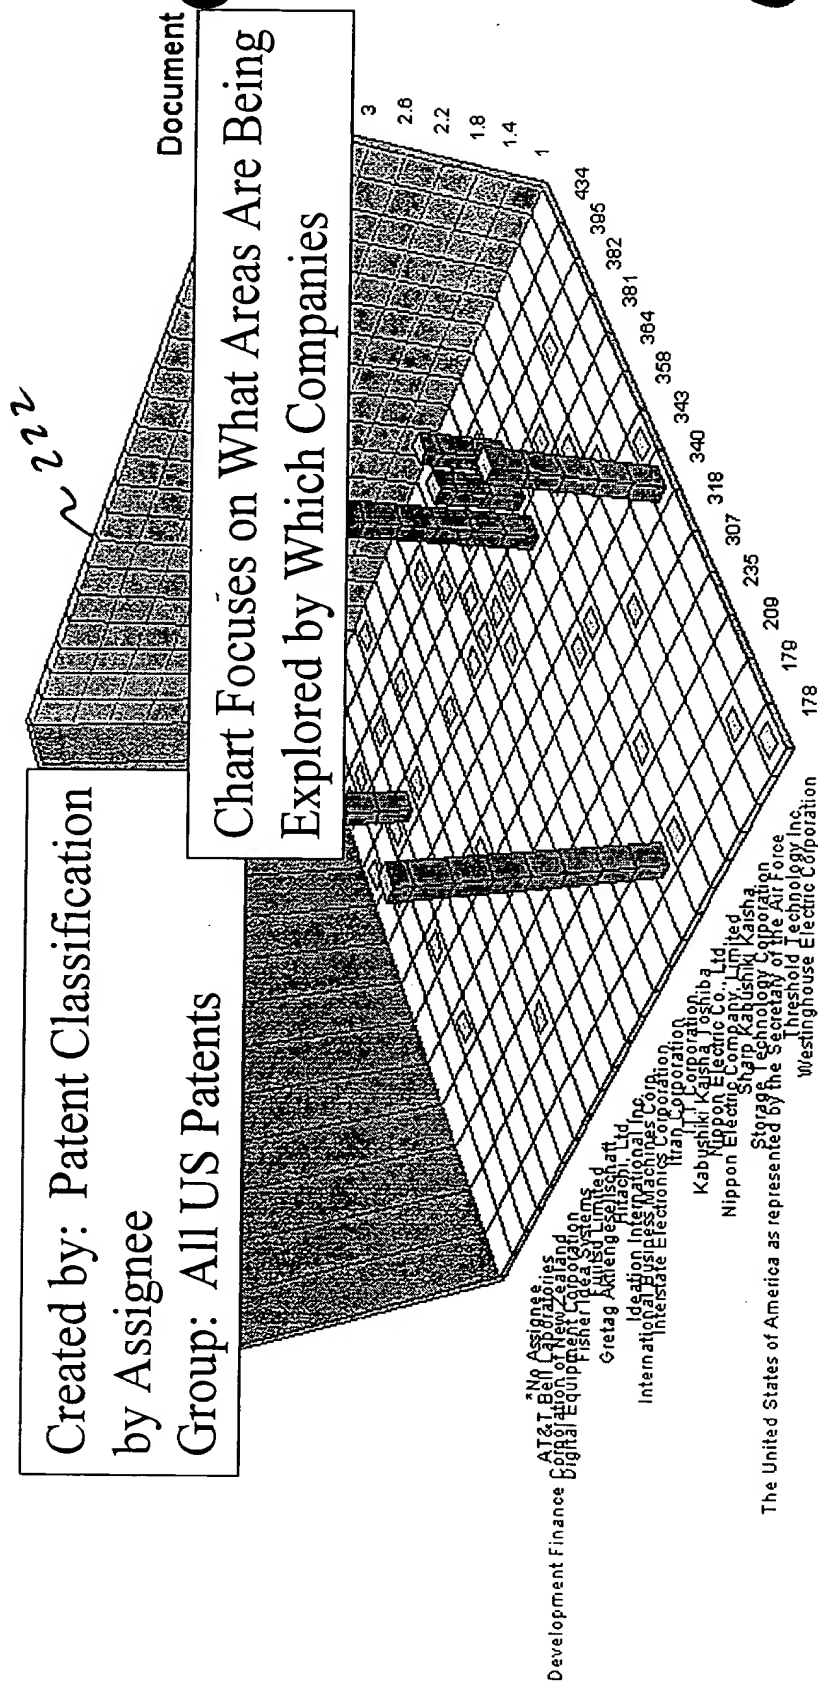 Created by: Patent Classification
by Assignee
Group: All US Patents
Document
Chart Focuses on What Areas Are Being
Explored by Which Companies
222
3
2.6
2.2
1.8
1.4
1
434
395
382
381
364
358
343
340
318
307
235
209
179
178
*No Assignee
AT&T Bell Laboratories
Development Finance Corporation of New Zealand
Digital Equipment Corporation
Fisher Idea Systems
Fujitsu Limited
Gretag Aktiengesellschaft
Hitachi, Ltd.
Ideation International Inc.
International Business Machines Corp.
Interstate Electronics Corporation
Itran Corporation
ITT Corporation
Kabushiki Kaisha Toshiba
Nippon Electric Co., Ltd.
Nippon Electric Company, Limited
Sharp Kabushiki Kaisha
Storage Technology Corporation
The United States of America as represented by the Secretary of the Air Force
Threshold Technology Inc.
Westinghouse Electric Corporation